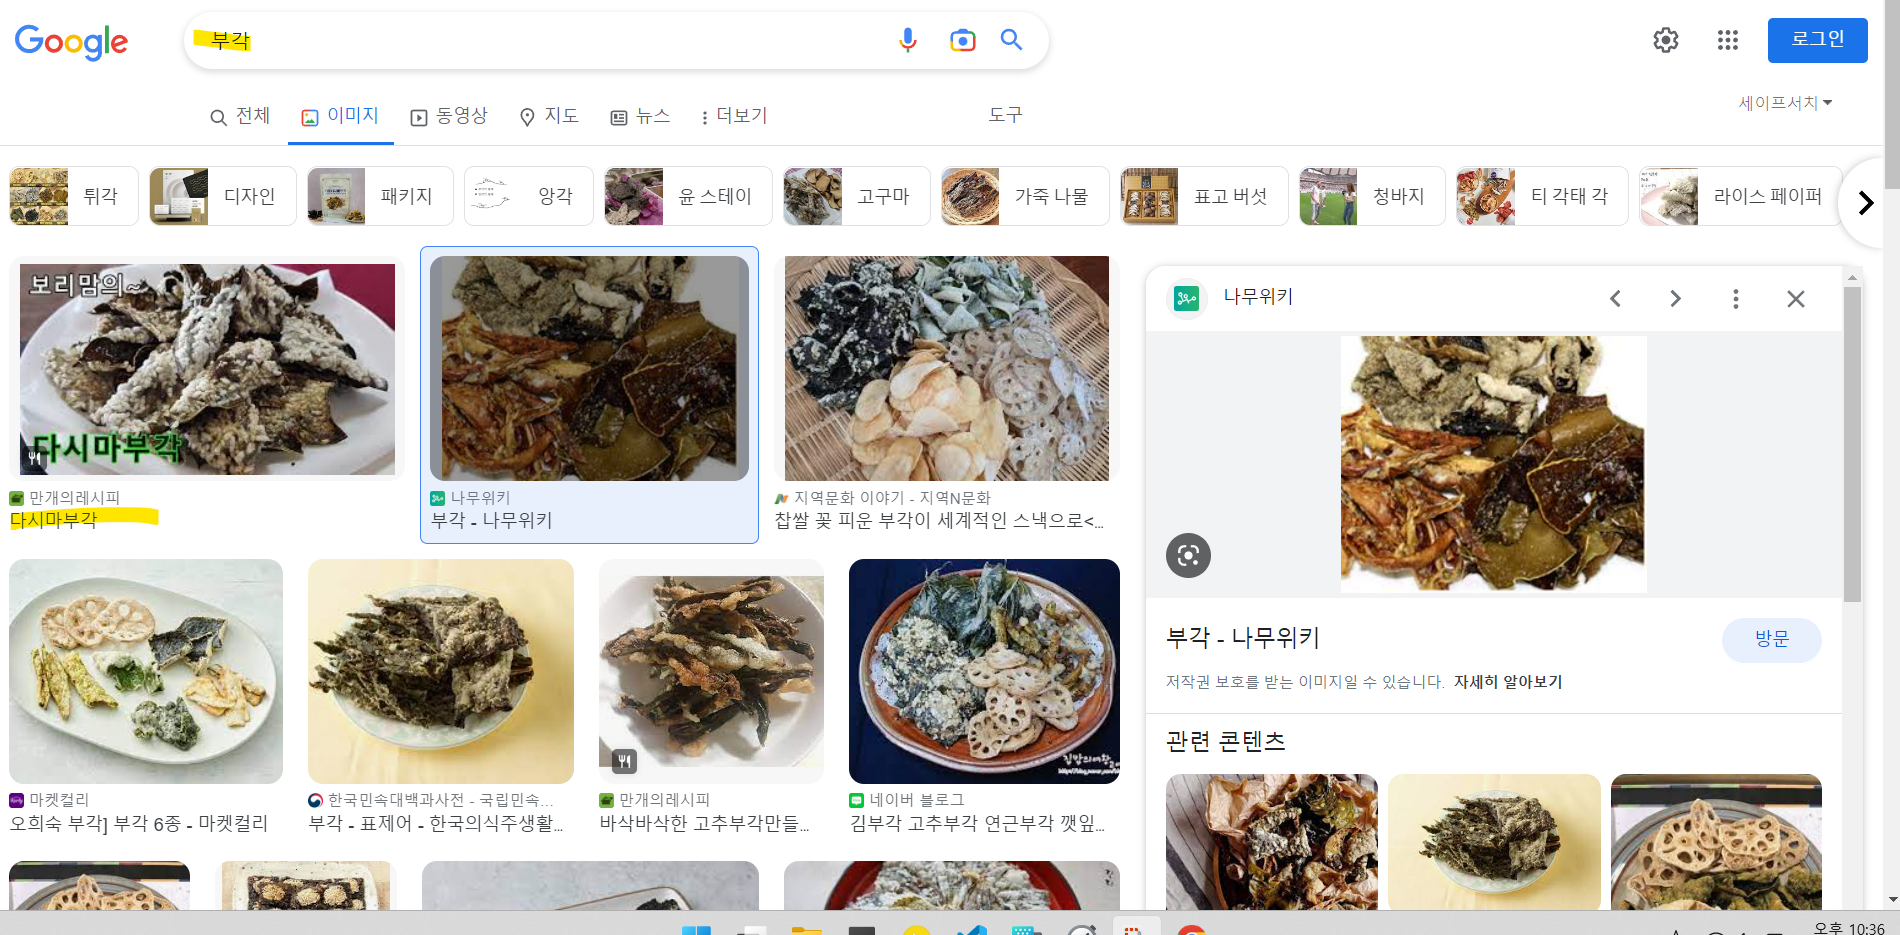 Google
부각
로그인
전체
이미지
동영상
지도
뉴스
더보기
도구
세이프서치
튀각
디자인
패키지
앙각
윤 스테이
고구마
가죽 나물
표고 버섯
청바지
티 각태 각
라이스 페이퍼
보리맘의~
다시마부각
만개의레시피
다시마부각
나무위키
부각 - 나무위키
지역문화 이야기 - 지역N문화
찹쌀 꽃 피운 부각이 세계적인 스낵으로<...
마켓컬리
오희숙 부각] 부각 6종 - 마켓컬리
한국민속대백과사전 - 국립민속...
부각 - 표제어 - 한국의식주생활...
만개의레시피
바삭바삭한 고추부각만들...
네이버 블로그
김부각 고추부각 연근부각 깻잎...
나무위키
부각 - 나무위키
방문
저작권 보호를 받는 이미지일 수 있습니다. 자세히 알아보기
관련 콘텐츠
오후 10:36